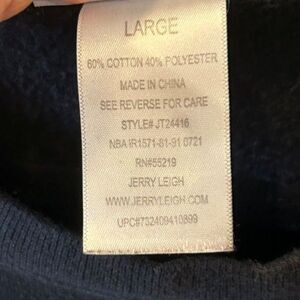 LARGE
60% COTTON 40% POLYESTER
MADE IN CHINA
SEE REVERSE FOR CARE
STYLE# JT24416
NBA IR1571-81-91 0721
RN#55219
JERRY LEIGH
WWW.JERRYLEIGH.COM
UPC#732409410899